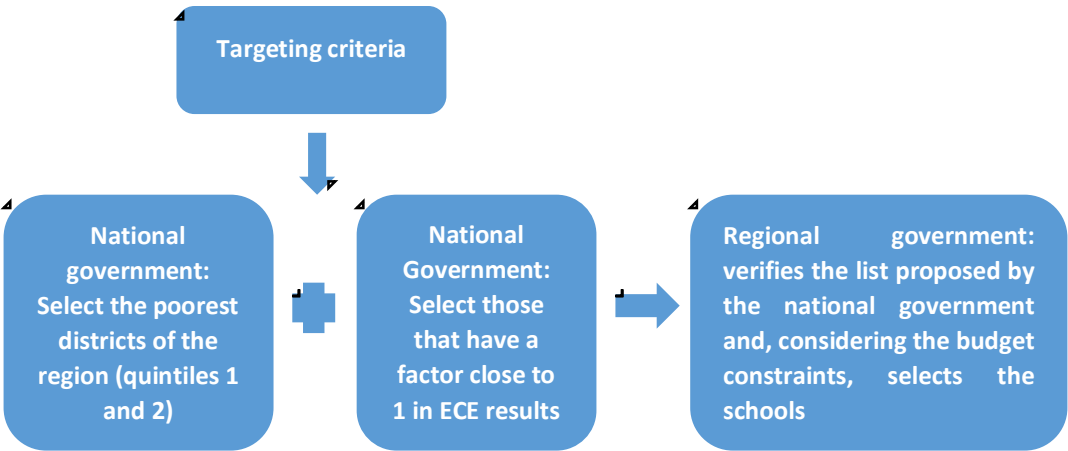 Targeting criteria
National
government:
Select the poorest
districts of the
region (quintiles 1
and 2)
National
Government:
Select those
that have a
factor close to
1 in ECE results
Regional government:
verifies the list proposed by
the national government
and, considering the budget
constraints, selects the
schools